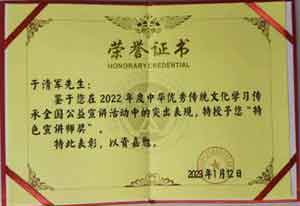 荣誉证书
HONORARY CREDENTIAL
于清军先生：
鉴于您在2022年度中华优秀传统文化学习传
承全国公益宣讲活动中的突出表现，特授予您“特
色宣讲师奖”。
特此表彰，以资嘉勉。
2023年1月12日